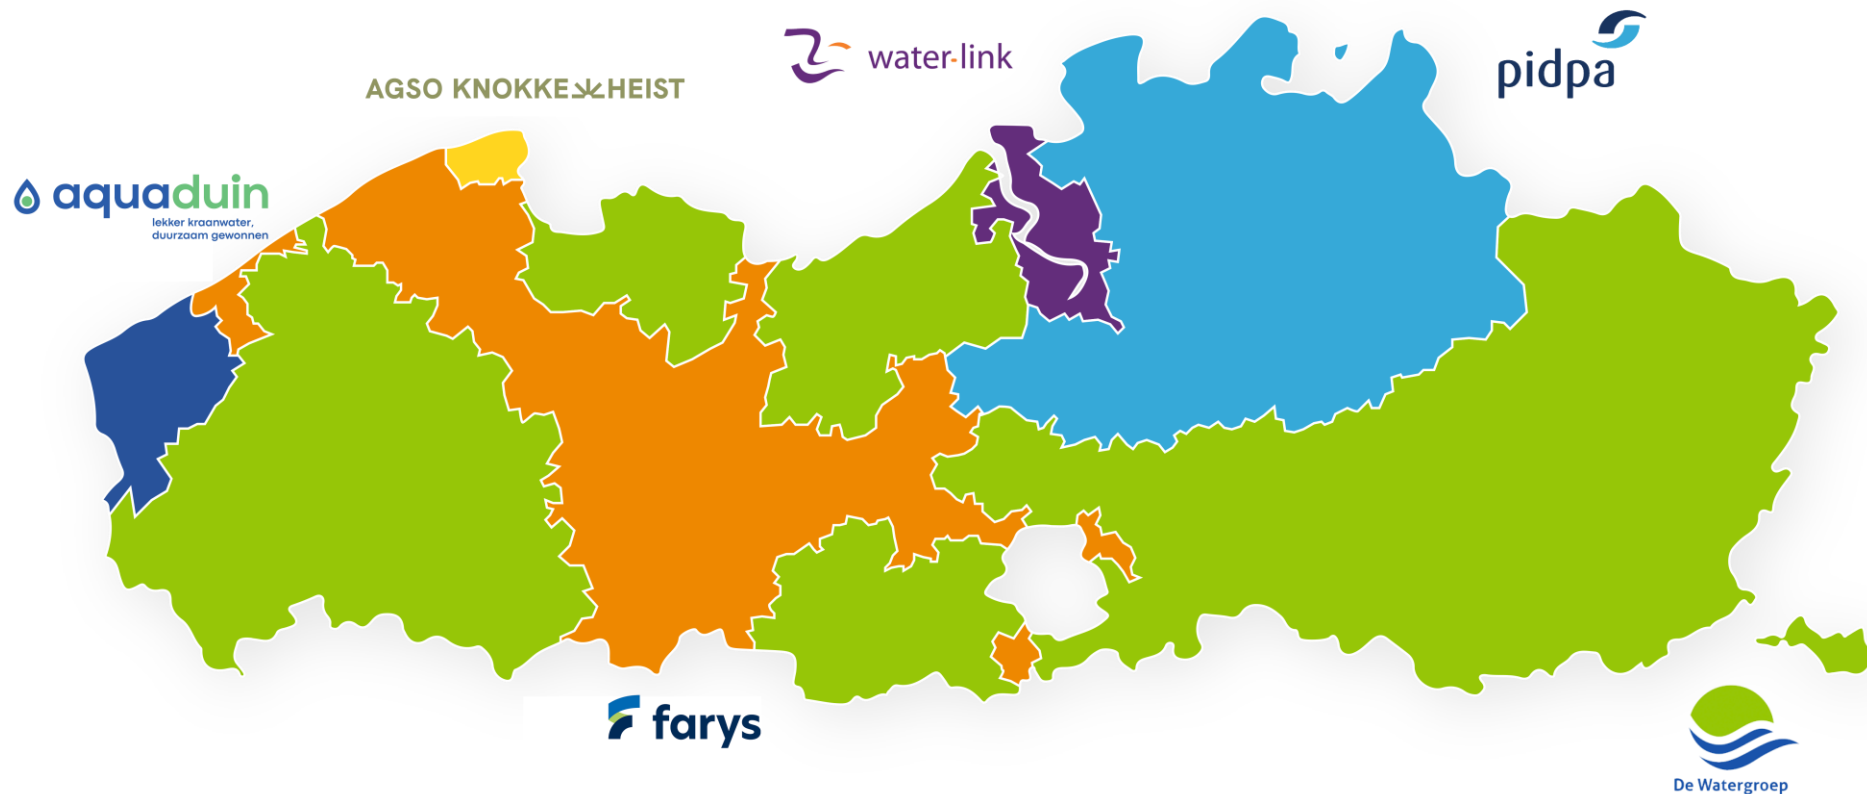 water-link
pidpa
AGSO KNOKKE HEIST
aquaduin
lekker kraanwater,
duurzaam gewonnen
farys
De Watergroep